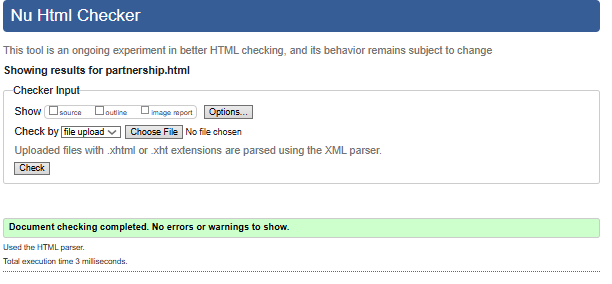 Nu Html Checker
This tool is an ongoing experiment in better HTML checking, and its behavior remains subject to change
Showing results for partnership.html
Checker Input
Show source outline image report Options...
Check by file upload Choose File No file chosen
Uploaded files with .xhtml or .xht extensions are parsed using the XML parser.
Check
Document checking completed. No errors or warnings to show.
Used the HTML parser.
Total execution time 3 milliseconds.